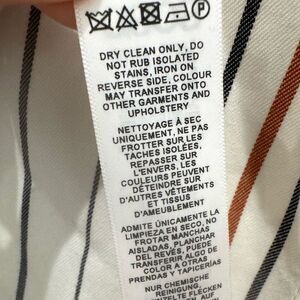 P
DRY CLEAN ONLY, DO
NOT RUB ISOLATED
STAINS, IRON ON
REVERSE SIDE, COLOUR
MAY TRANSFER ONTO
OTHER GARMENTS AND
UPHOLSTERY
NETTOYAGE À SEC
UNIQUEMENT, NE PAS
FROTTER SUR LES
TACHES ISOLÉES,
REPASSER SUR
L'ENVERS, LES
COULEURS PEUVENT
DÉTEINDRE SUR
D'AUTRES VÊTEMENTS
ET TISSUS
D'AMEUBLEMENT
ADMITE ÚNICAMENTE LA
LIMPIEZA EN SECO, NO
FROTAR MANCHAS
AISLADAS, PLANCHAR
DEL REVÉS, PUEDE
TRANSFERIR ALGO DE
COLOR A OTRAS
PRENDAS Y TAPICERÍAS
NUR CHEMISCHE
REINIGUNG,
FLECKEN